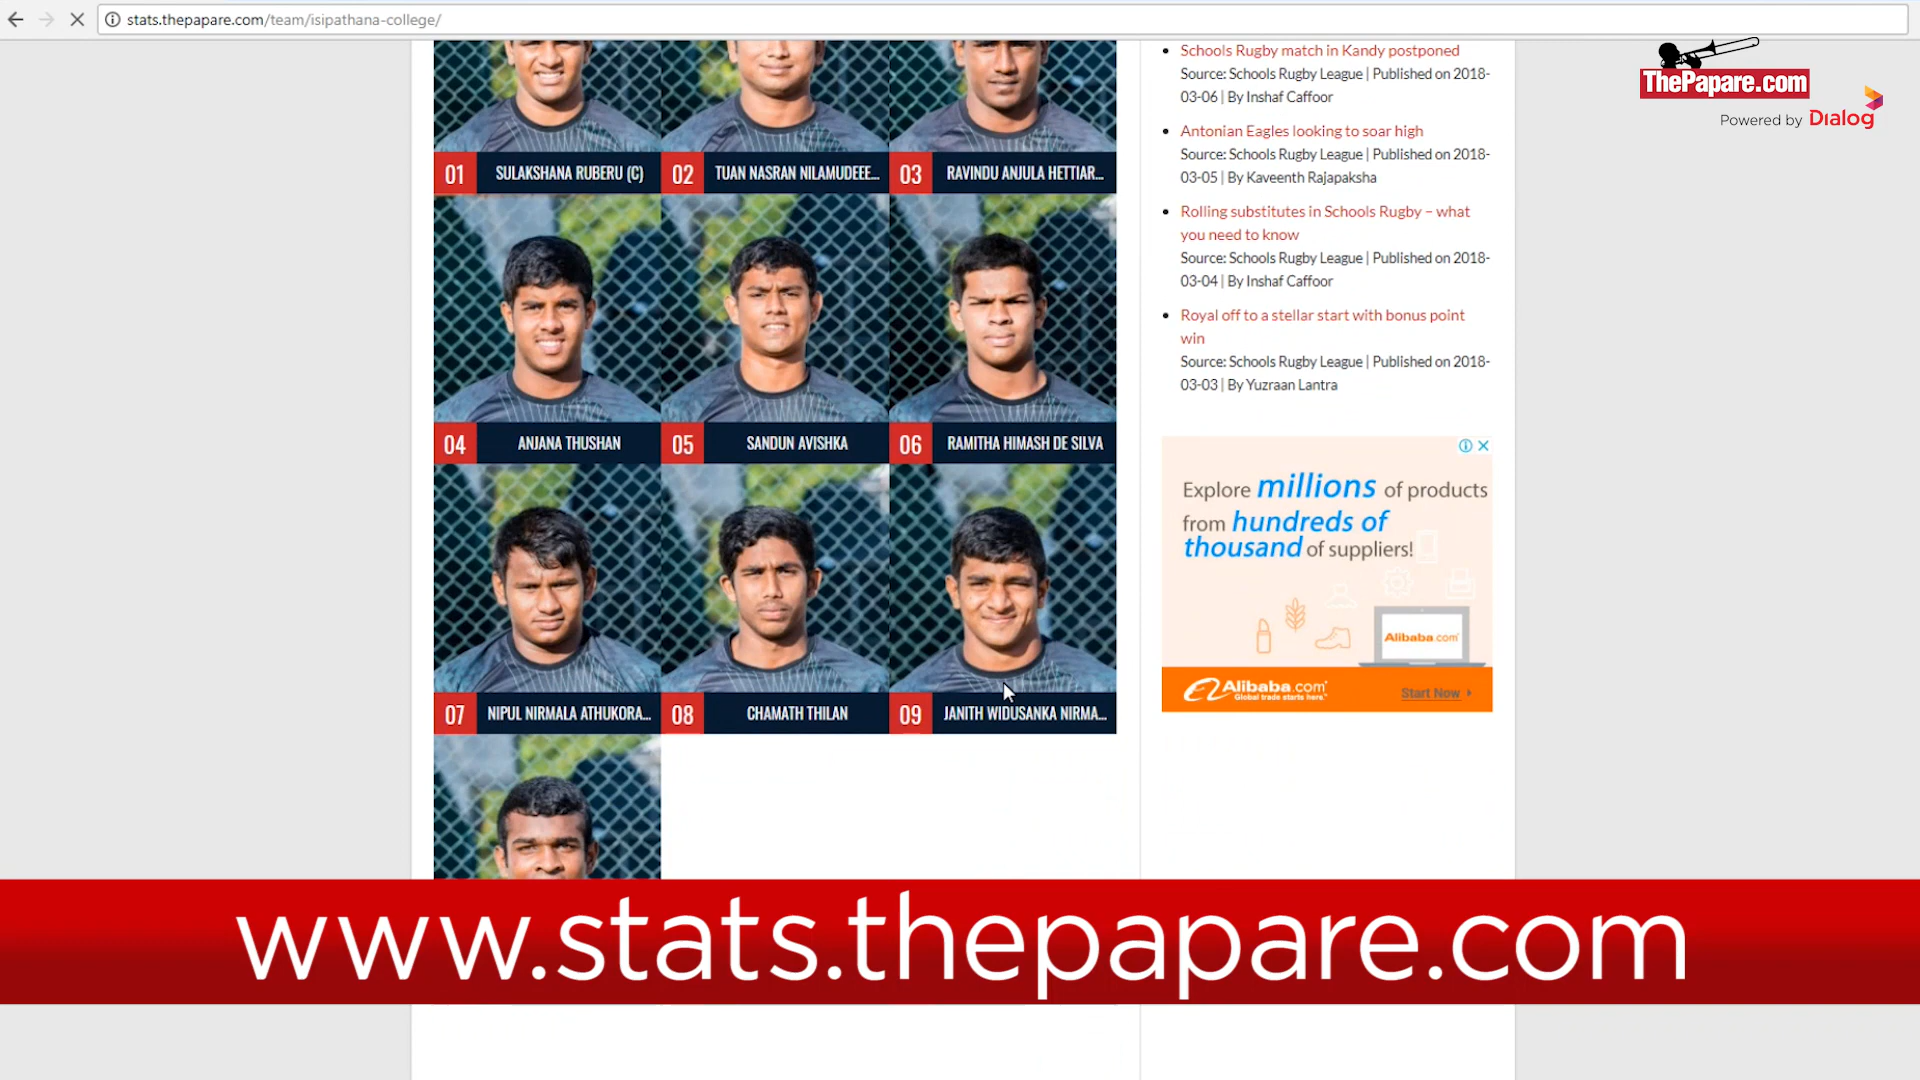 stats.thepapare.com/team/isipathana-college/
ThePapare.com
Powered by Dialog
01 SULAKSHANA RUBERU (C)
02 TUAN NASRAN NILAMUDEEE...
03 RAVINDU ANJULA HETTIAR...
04 ANJANA THUSHAN
05 SANDUN AVISHKA
06 RAMITHA HIMASH DE SILVA
07 NIPUL NIRMALA ATHUKORA...
08 CHAMATH THILAN
09 JANITH WIDUSANKA NIRMA...
• Schools Rugby match in Kandy postponed
Source: Schools Rugby League | Published on 2018-
03-06 | By Inshaf Caffoor
• Antonian Eagles looking to soar high
Source: Schools Rugby League | Published on 2018-
03-05 | By Kaveenth Rajapaksha
• Rolling substitutes in Schools Rugby – what
you need to know
Source: Schools Rugby League | Published on 2018-
03-04 | By Inshaf Caffoor
• Royal off to a stellar start with bonus point
win
Source: Schools Rugby League | Published on 2018-
03-03 | By Yuzraan Lantra
Explore millions of products
from hundreds of
thousand of suppliers!
Alibaba.com
Alibaba.com
Global trade starts here.
Start Now
www.stats.thepapare.com